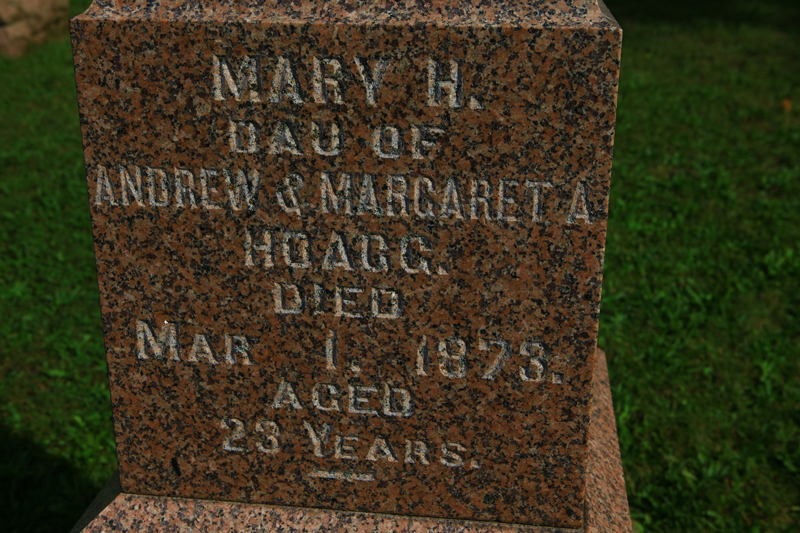 MARY H.
DAU OF
ANDREW & MARGARET A
HOAGG.
DIED
MAR 1. 1873.
AGED
23 YEARS.